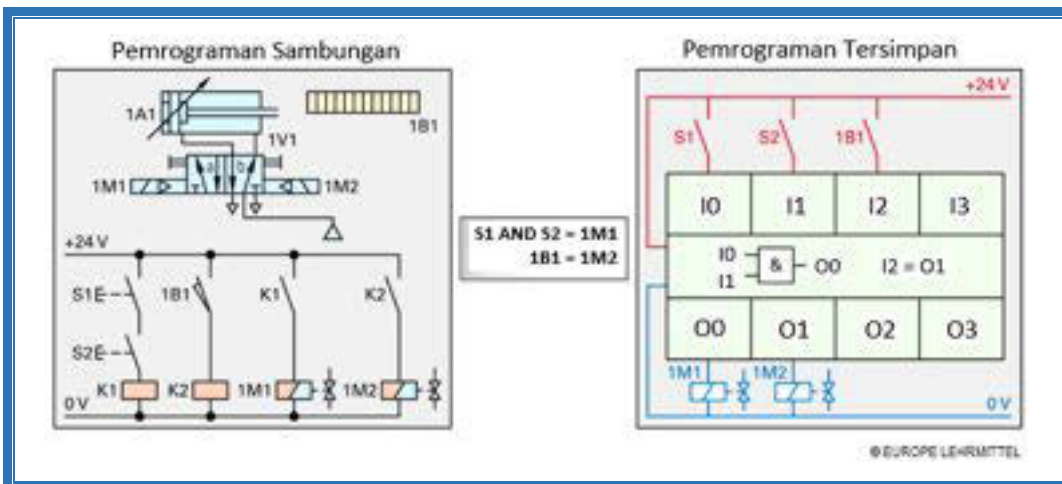 Pemrograman Sambungan
1A1
1B1
1V1
a
b
1M1
1M2
+24 V
S1E
1B1
K1
K2
S2E
K1
K2
1M1
1M2
0 V
S1 AND S2 = 1M1
1B1 = 1M2
Pemrograman Tersimpan
+24 V
S1
S2
1B1
I0
I1
I2
I3
I0
I1
&
O0
I2 = O1
O0
O1
O2
O3
1M1
1M2
0 V
© EUROPE LEHRMITTEL